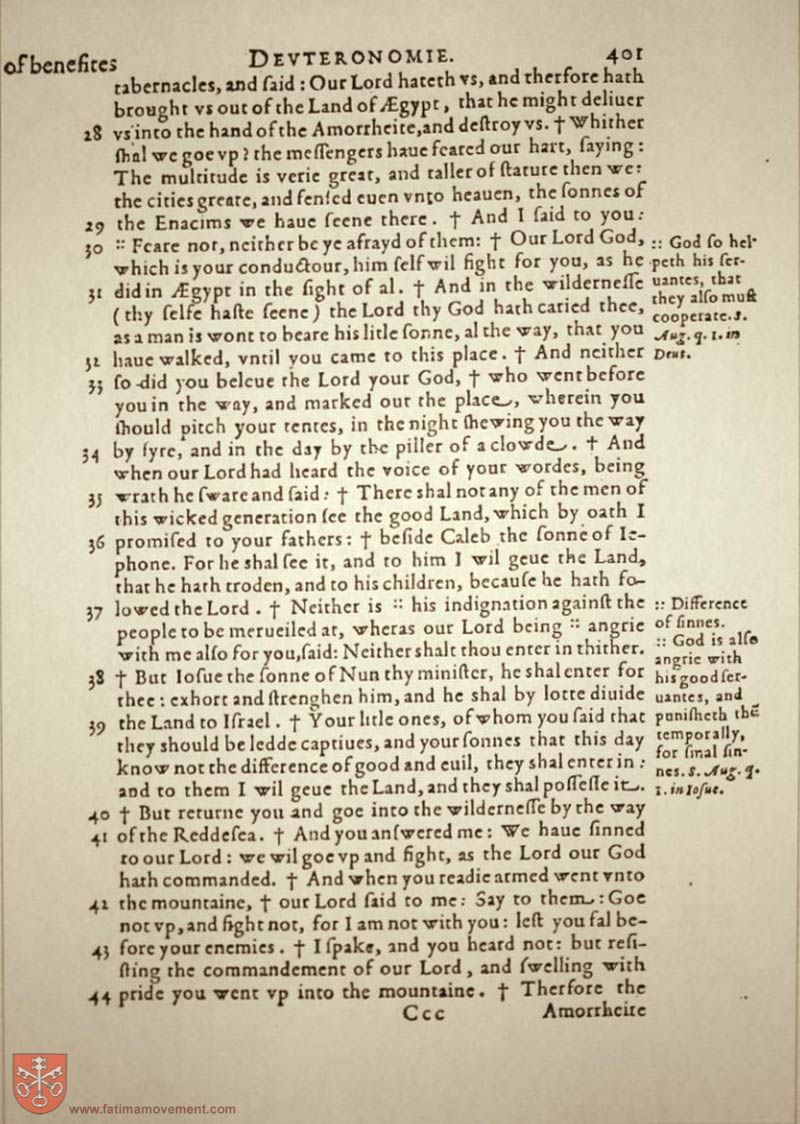 of benefites
DEVTERONOMIE.
401
tabernacles, and ſaid : Our Lord hateth vs, and therfore hath
brought vs out of the Land of Ægypt, that he might deliuer
28 vs into the hand of the Amorrheite, and deſtroy vs. † Whither
ſhal we goe vp? the meſſengers haue feared our hart, ſaying:
The multitude is verie great, and taller of ſtature then we:
the cities greate, and fenſed euen vnto heauen, the ſonnes of
29 the Enacims we haue ſeene there. † And I ſaid to you:
30 :: Feare not, neither be ye afrayd of them: † Our Lord God,
which is your conductour, him ſelf wil fight for you, as he
31 did in Ægypt in the ſight of al. † And in the wilderneſſe
(thy ſelfe haſte ſeene) the Lord thy God hath caried thee,
as a man is wont to beare his litle ſonne, al the way, that you
32 haue walked, vntil you came to this place. † And neither
33 ſo did you beleue the Lord your God, † who went before
you in the way, and marked out the place, wherein you
ſhould pitch your tentes, in the night ſhewing you the way
34 by fyre, and in the day by the piller of a clowde. † And
when our Lord had heard the voice of your wordes, being
35 wrath he ſware and ſaid: † There ſhal not any of the men of
this wicked generation ſee the good Land, which by oath I
36 promiſed to your fathers: † beſide Caleb the ſonne of Ie-
phone. For he ſhal ſee it, and to him I wil geue the Land,
that he hath troden, and to his children, becauſe he hath fo-
37 lowed the Lord. † Neither is :: his indignation againſt the
people to be merueiled at, wheras our Lord being :: angrie
with me alſo for you, ſaid: Neither ſhalt thou enter in thither.
38 † But Ioſue the ſonne of Nun thy miniſter, he ſhal enter for
thee: exhort and ſtrenghen him, and he ſhal by lotte diuide
39 the Land to Iſrael. † Your litle ones, of whom you ſaid that
they ſhould be ledde captiues, and your ſonnes that this day
know not the difference of good and euil, they ſhal enter in:
and to them I wil geue the Land, and they ſhal poſſeſſe it.
40 † But returne you and goe into the wilderneſſe by the way
41 of the Redde ſea. † And you anſwered me: We haue ſinned
to our Lord: we wil goe vp and fight, as the Lord our God
hath commanded. † And when you readie armed went vnto
42 the mountaine, † our Lord ſaid to me: Say to them: Goe
not vp, and fight not, for I am not with you: leſt you fal be-
43 fore your enemies. † I ſpake, and you heard not: but reſi-
ſting the commandement of our Lord, and ſwelling with
44 pride you went vp into the mountaine. † Therfore the
Ccc
Amorrheite
:: God ſo hel-
peth his ſer-
uantes, that
they alſo muſt
cooperate. S.
Aug. q. 1. in
Deut.
:: Difference
of ſinnes.
:: God is alſo
angrie with
his good ſer-
uantes, and
puniſheth the
temporally,
for ſmal ſin-
nes. S. Aug. q.
1. in Ioſue.
www.fatimamovement.com